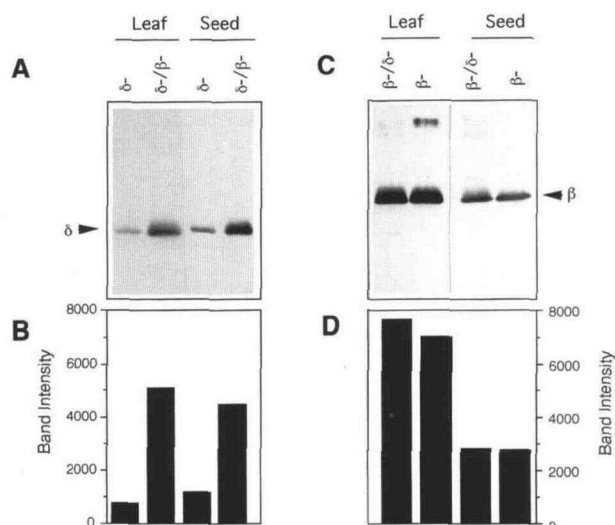 Leaf Seed
A
δ- δ-/β- δ- δ-/β-
δ
B
8000
6000
4000
2000
0
Band Intensity
Leaf Seed
C
β-/δ- β- β-/δ- β-
β
D
8000
6000
4000
2000
0
Band Intensity